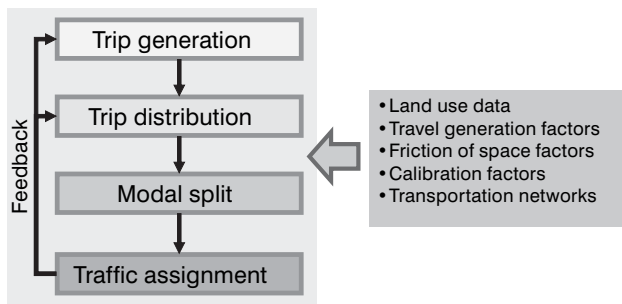 Trip generation
Trip distribution
Modal split
Traffic assignment
Feedback
• Land use data
• Travel generation factors
• Friction of space factors
• Calibration factors
• Transportation networks